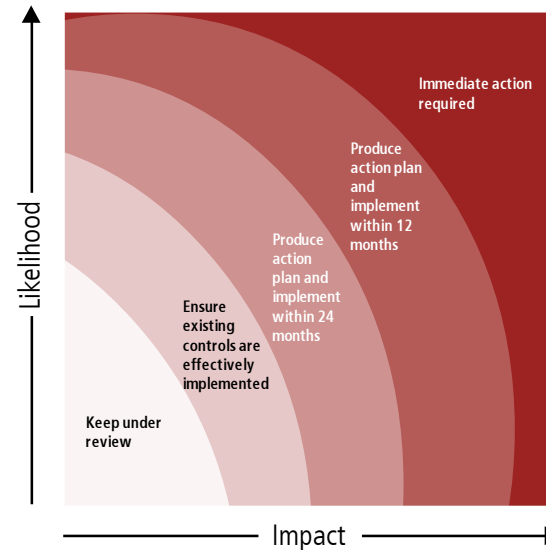 Immediate action
required
Produce
action plan
and
implement
within 12
months
Produce
action
plan and
implement
within 24
months
Ensure
existing
controls are
effectively
implemented
Keep under
review
Likelihood
Impact